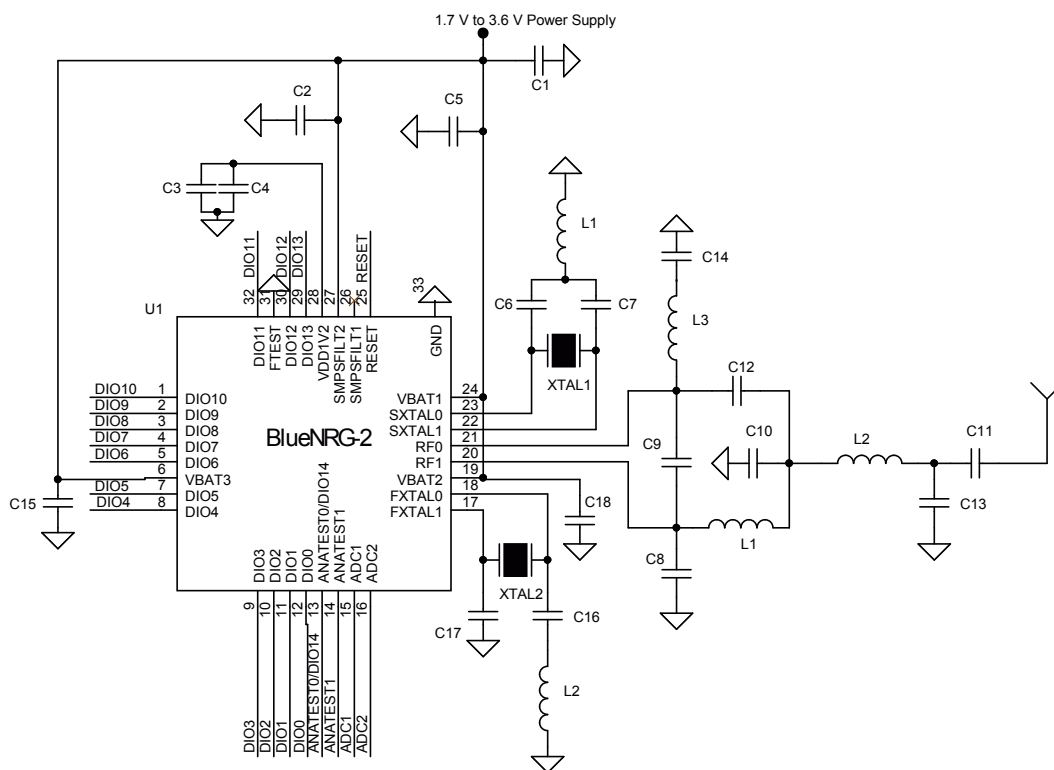 1.7 V to 3.6 V Power Supply
C1
C2
C5
C3
C4
L1
C14
C6
C7
L3
XTAL1
C12
C9
C10
L2
C11
C13
L1
C8
C18
C15
XTAL2
C17
C16
L2
U1
BlueNRG-2
DIO11
DIO12
DIO13
RESET
32
31
30
29
28
27
26
25
33
DIO11
FTEST
DIO12
DIO13
VDD1V2
SMPSFILT2
SMPSFILT1
RESET
GND
DIO10 1 DIO10
DIO9 2 DIO9
DIO8 3 DIO8
DIO7 4 DIO7
DIO6 5 DIO6
6 VBAT3
DIO5 7 DIO5
DIO4 8 DIO4
VBAT1 24
SXTAL0 23
SXTAL1 22
RF0 21
RF1 20
VBAT2 19
FXTAL0 18
FXTAL1 17
DIO3
DIO2
DIO1
DIO0
ANATEST0/DIO14
ANATEST1
ADC1
ADC2
9
10
11
12
13
14
15
16
DIO3
DIO2
DIO1
DIO0
ANATEST0/DIO14
ANATEST1
ADC1
ADC2